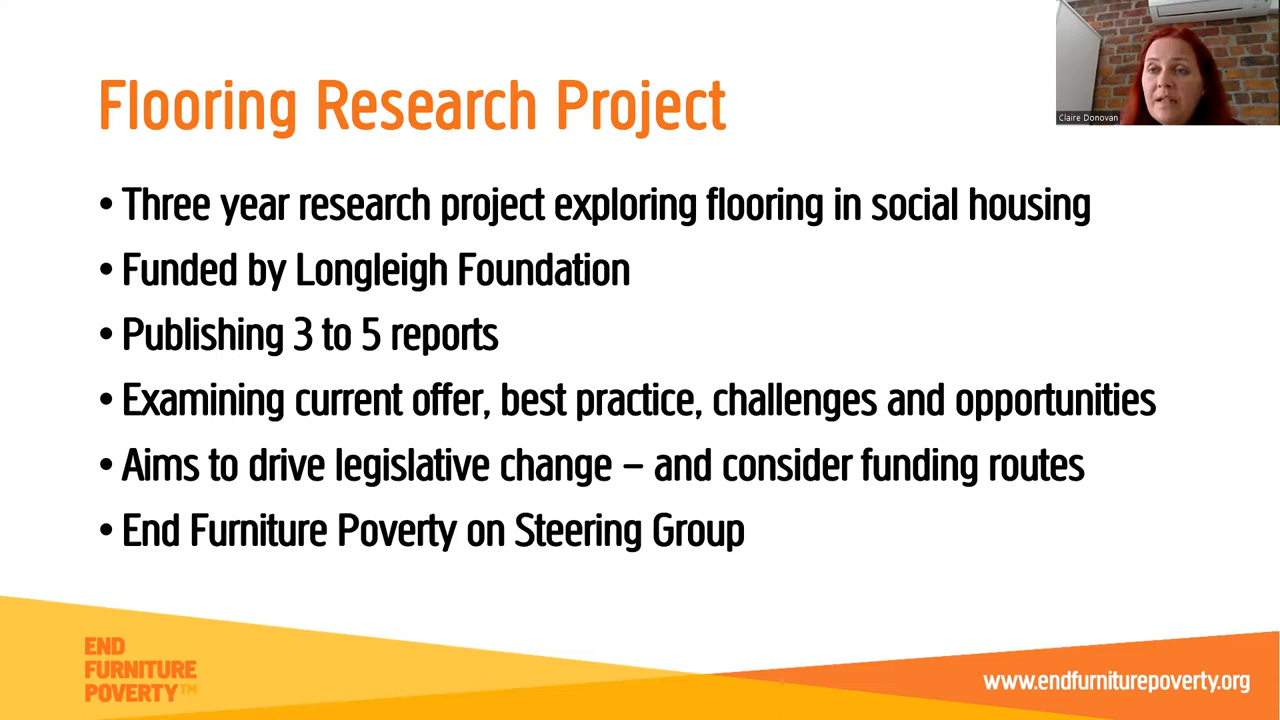 Flooring Research Project
Claire Donovan
• Three year research project exploring flooring in social housing
• Funded by Longleigh Foundation
• Publishing 3 to 5 reports
• Examining current offer, best practice, challenges and opportunities
• Aims to drive legislative change – and consider funding routes
• End Furniture Poverty on Steering Group
END
FURNITURE
POVERTY™
www.endfurniturepoverty.org